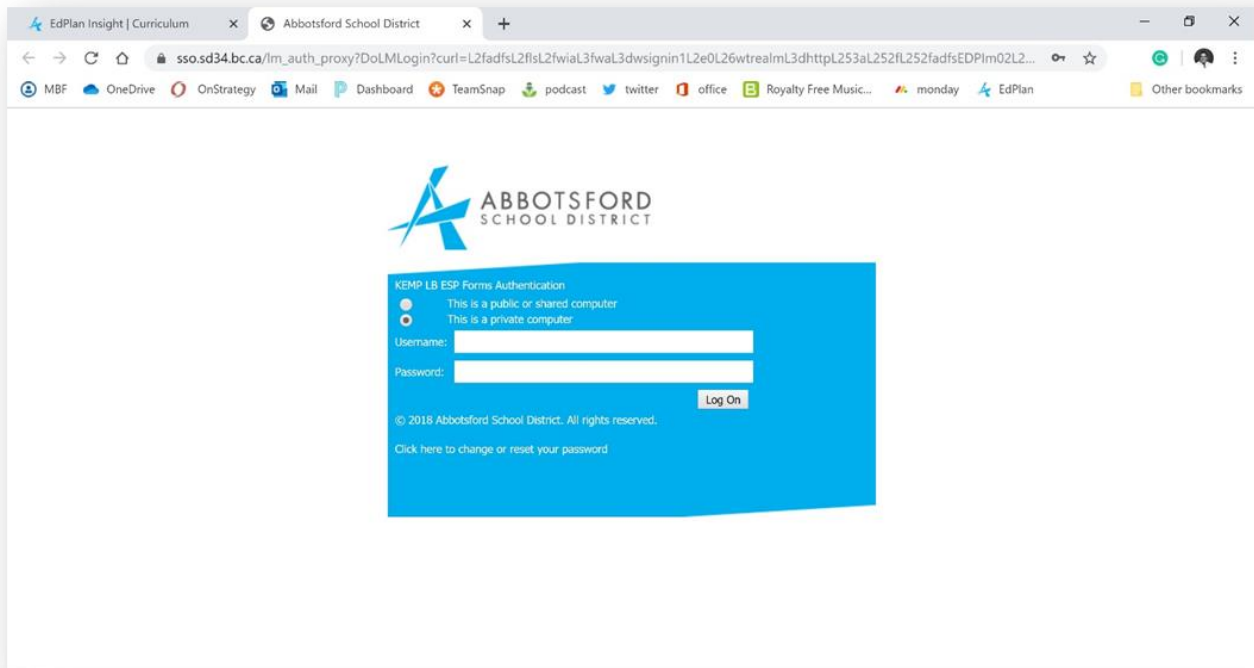 EdPlan Insight | Curriculum
Abbotsford School District
sso.sd34.bc.ca/lm_auth_proxy?DoLMLogin?curl=L2fadfsL2flsL2fwiaL3fwaL3dwsignin1L2e0L26wtrealmL3dhttpL253aL252fL252fadfsEDPIm02L2...
MBF OneDrive OnStrategy Mail Dashboard TeamSnap podcast twitter office Royalty Free Music... monday EdPlan Other bookmarks
ABBOTSFORD
SCHOOL DISTRICT
KEMP LB ESP Forms Authentication
This is a public or shared computer
This is a private computer
Username:
Password:
Log On
© 2018 Abbotsford School District. All rights reserved.
Click here to change or reset your password